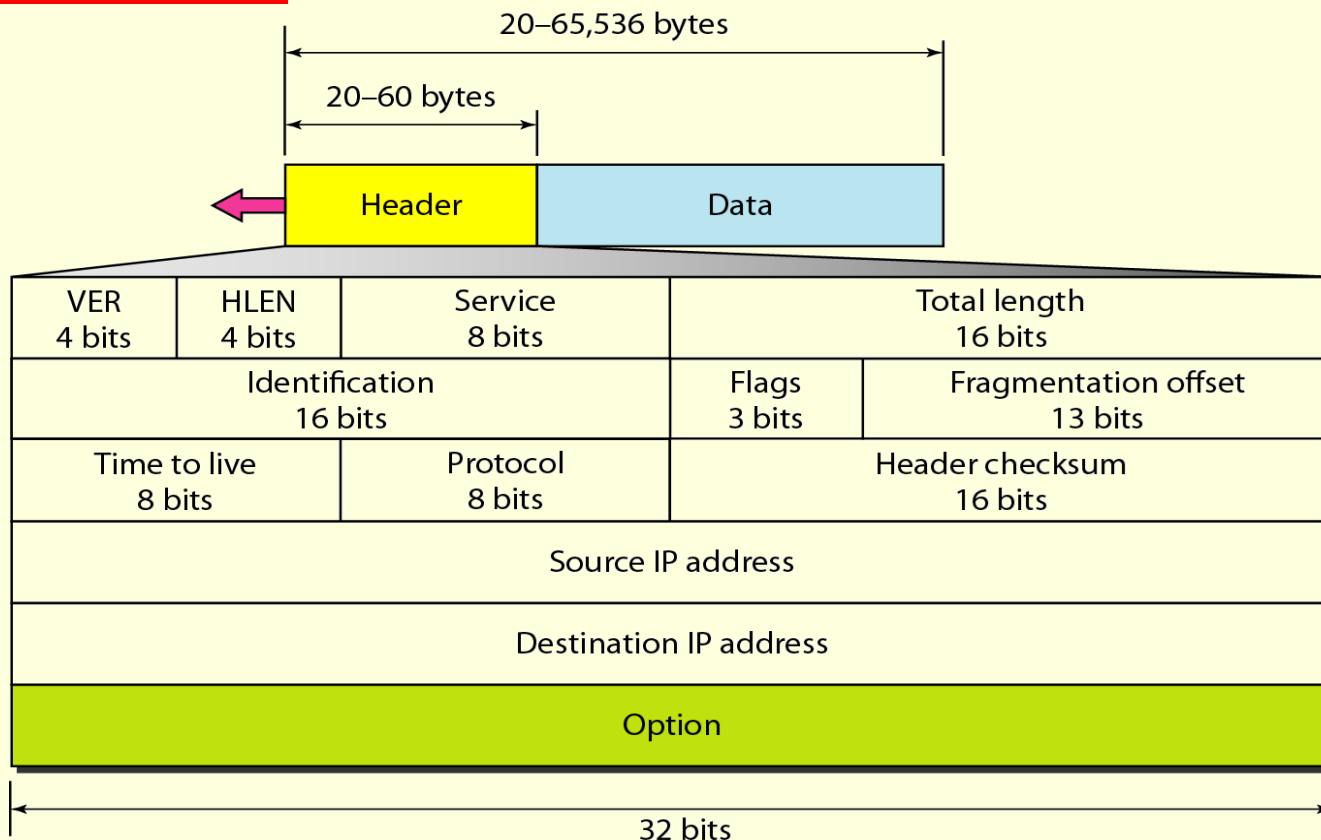 20–65,536 bytes
20–60 bytes
Header
Data
VER
4 bits
HLEN
4 bits
Service
8 bits
Total length
16 bits
Identification
16 bits
Flags
3 bits
Fragmentation offset
13 bits
Time to live
8 bits
Protocol
8 bits
Header checksum
16 bits
Source IP address
Destination IP address
Option
32 bits